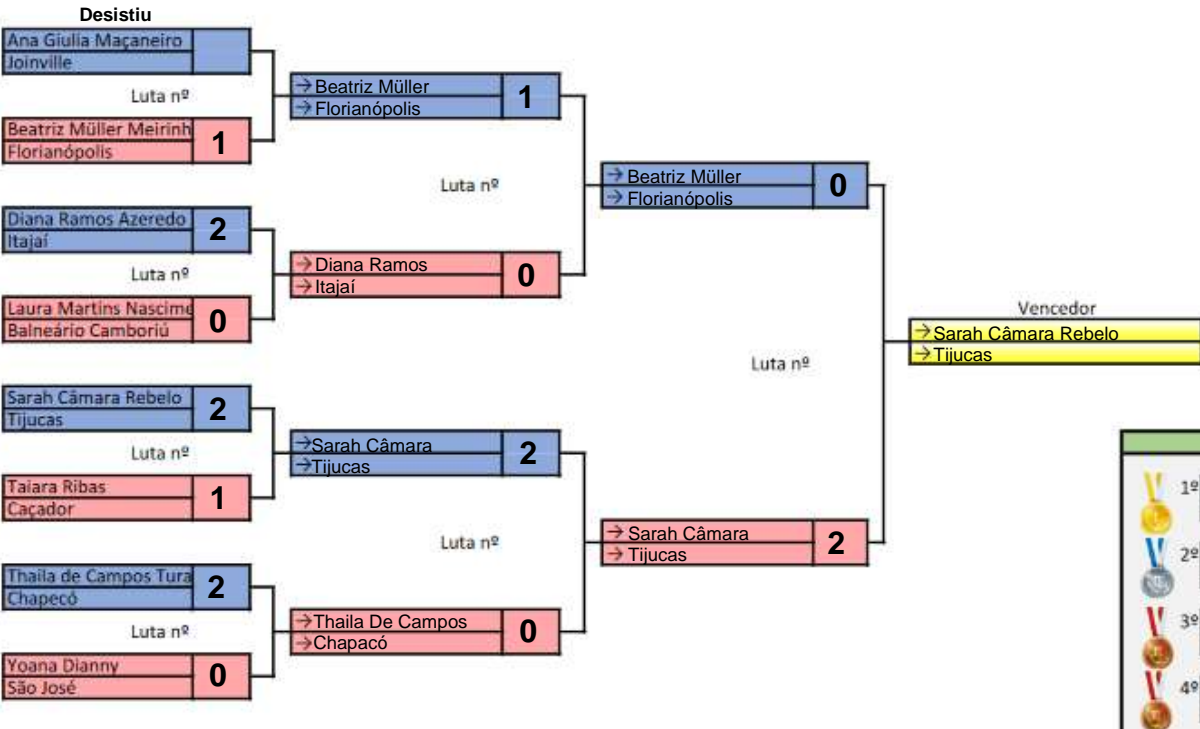 Desistiu
Ana Giulia Maçaneiro
Joinville
Luta nº
Beatriz Müller Meirinh
Florianópolis
1
Diana Ramos Azeredo
Itajaí
2
Luta nº
Laura Martins Nascime
Balneário Camboriú
0
Sarah Câmara Rebelo
Tijucas
2
Luta nº
Taiara Ribas
Caçador
1
Thaila de Campos Tura
Chapecó
2
Luta nº
Yoana Dianny
São José
0
→Beatriz Müller
→Florianópolis
1
Luta nº
→Diana Ramos
→Itajaí
0
→Sarah Câmara
→Tijucas
2
Luta nº
→Thaila De Campos
→Chapacó
0
→Beatriz Müller
→Florianópolis
0
Luta nº
→Sarah Câmara
→Tijucas
2
Vencedor
→Sarah Câmara Rebelo
→Tijucas
1º
2º
3º
4º